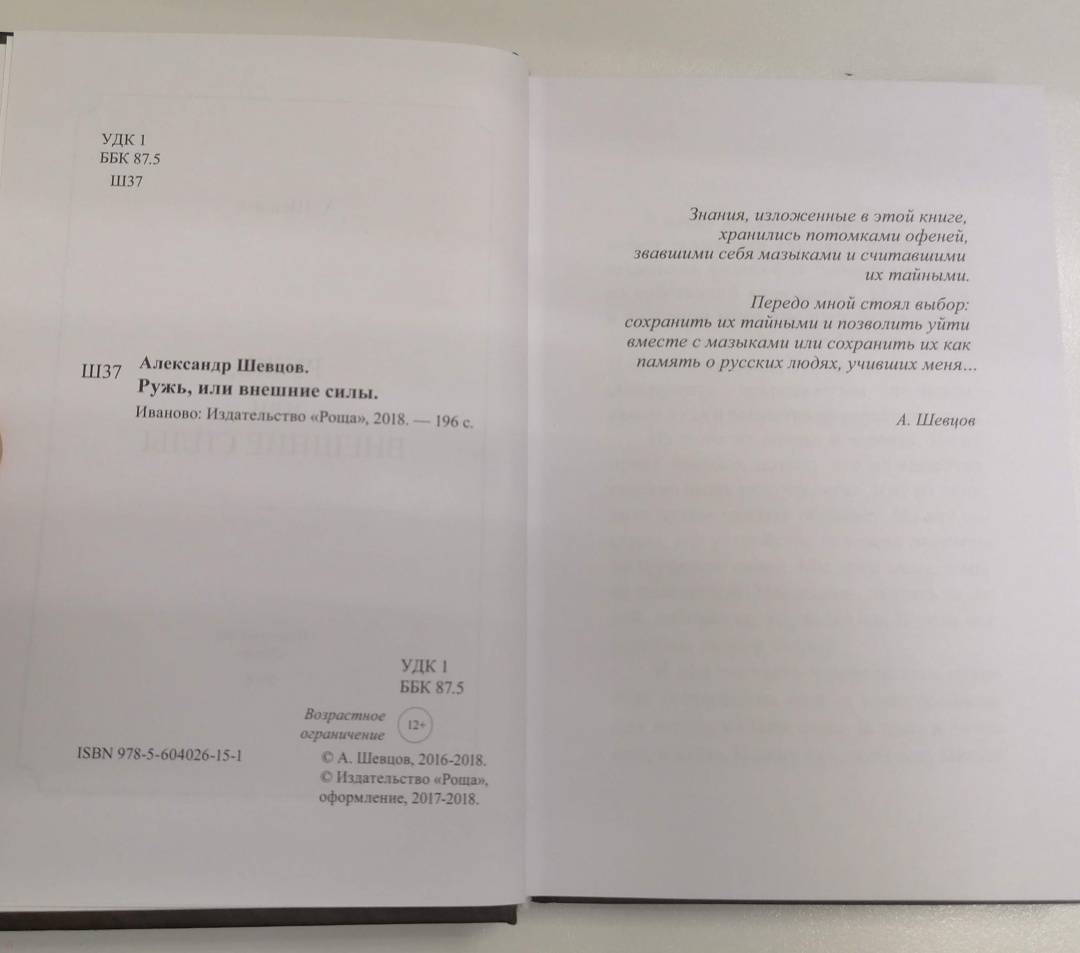 УДК 1
ББК 87.5
Ш37
Ш37
Александр Шевцов.
Ружь, или внешние силы.
Иваново: Издательство «Роща», 2018. — 196 с.
УДК 1
ББК 87.5
Возрастное
ограничение
12+
ISBN 978-5-604026-15-1
© А. Шевцов, 2016-2018.
© Издательство «Роща»,
оформление, 2017-2018.
Знания, изложенные в этой книге,
хранились потомками офеней,
звавшими себя мазыками и считавшими
их тайными.
Передо мной стоял выбор:
сохранить их тайными и позволить уйти
вместе с мазыками или сохранить их как
память о русских людях, учивших меня...
А. Шевцов